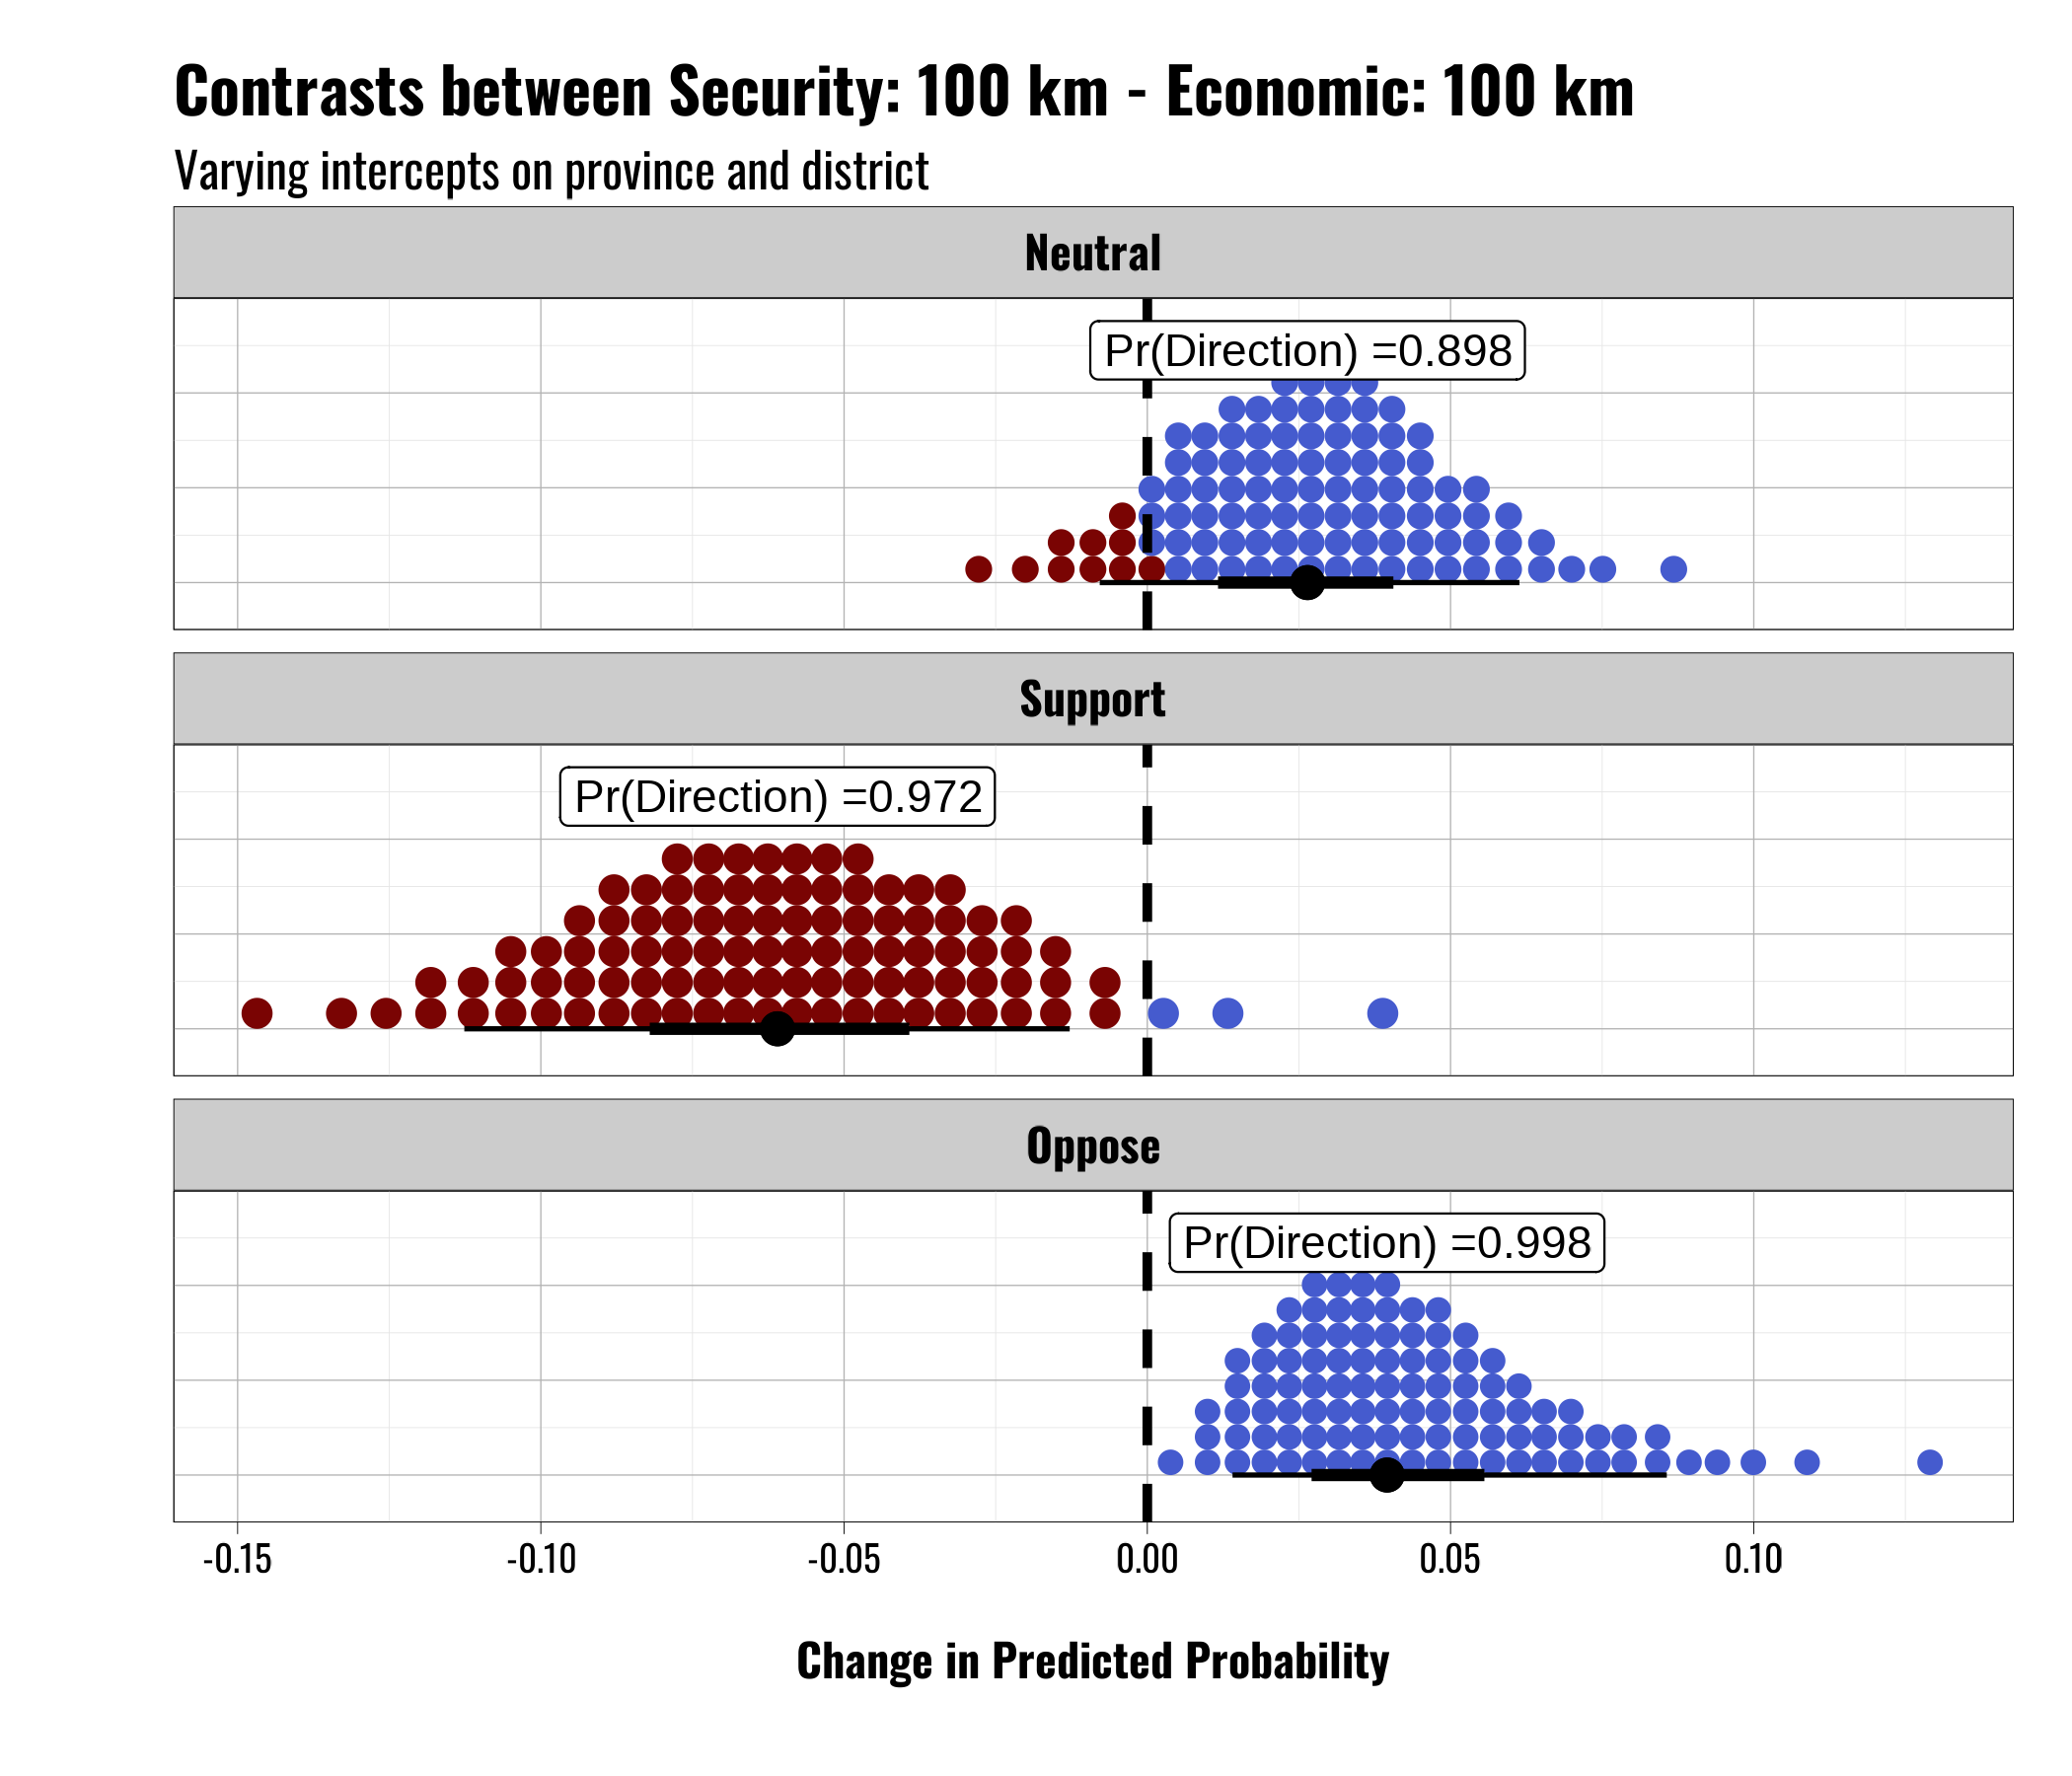 Contrasts between Security: 100 km - Economic: 100 km
Varying intercepts on province and district
Neutral
Pr(Direction) =0.898
Support
Pr(Direction) =0.972
Oppose
Pr(Direction) =0.998
-0.15 -0.10 -0.05 0.00 0.05 0.10
Change in Predicted Probability